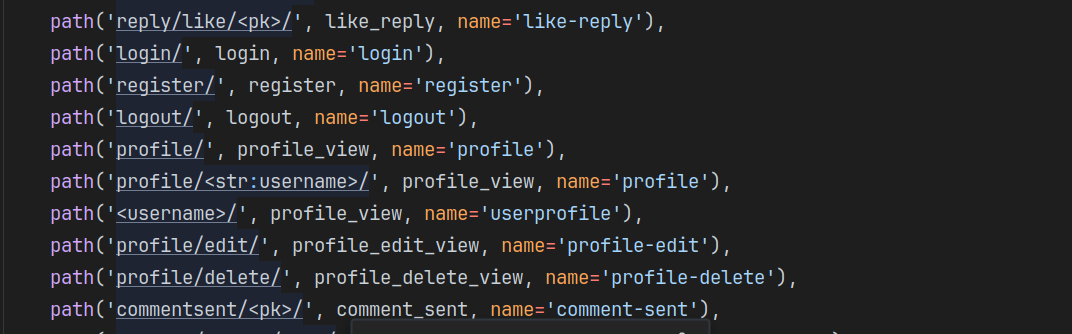 path('reply/like/<pk>/', like_reply, name='like-reply'),
path('login/', login, name='login'),
path('register/', register, name='register'),
path('logout/', logout, name='logout'),
path('profile/', profile_view, name='profile'),
path('profile/<str:username>/', profile_view, name='profile'),
path('<username>/', profile_view, name='userprofile'),
path('profile/edit/', profile_edit_view, name='profile-edit'),
path('profile/delete/', profile_delete_view, name='profile-delete'),
path('commentsent/<pk>/', comment_sent, name='comment-sent'),